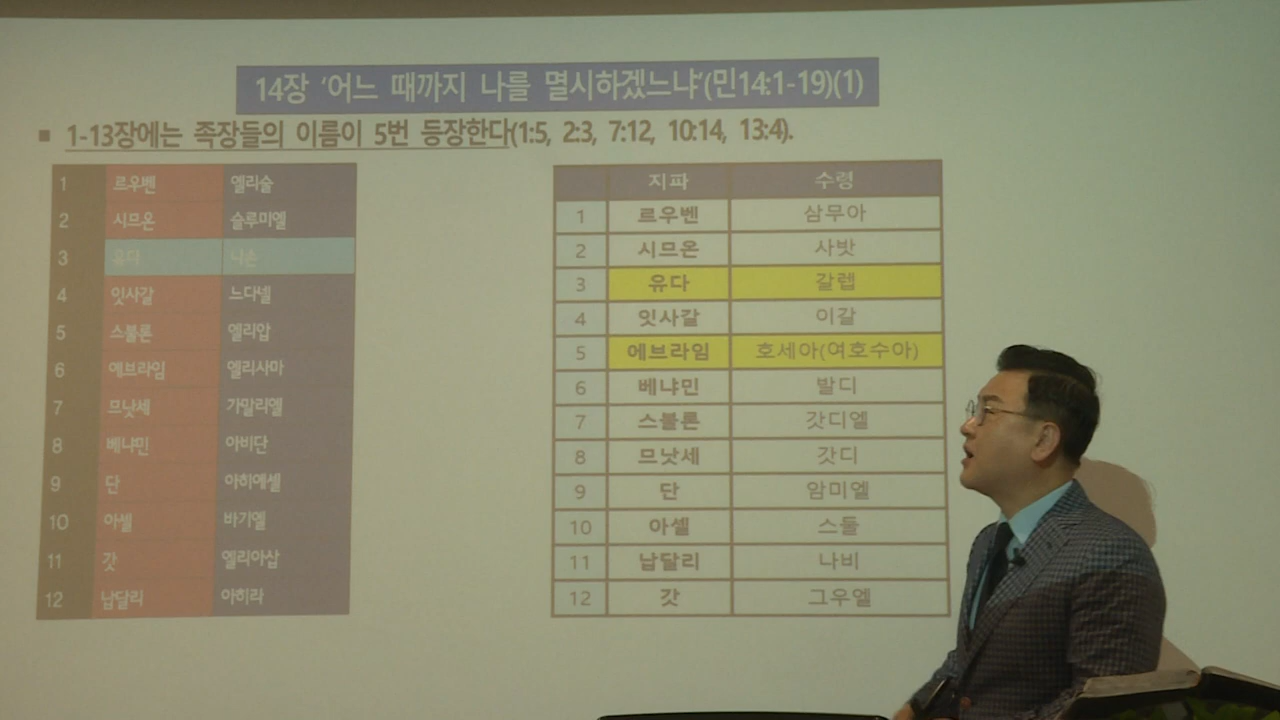 14장 '어느 때까지 나를 멸시하겠느냐'(민14:1-19)(1)
■ 1-13장에는 족장들의 이름이 5번 등장한다(1:5, 2:3, 7:12, 10:14, 13:4).
1 르우벤 엘리술
2 시므온 슬루미엘
3 유다 나손
4 잇사갈 느다넬
5 스불론 엘리압
6 에브라임 엘리사마
7 므낫세 가말리엘
8 베냐민 아비단
9 단 아히에셀
10 아셀 바기엘
11 갓 엘리아삽
12 납달리 아히라
지파 수령
1 르우벤 삼무아
2 시므온 사밧
3 유다 갈렙
4 잇사갈 이갈
5 에브라임 호세아(여호수아)
6 베냐민 발디
7 스불론 갓디엘
8 므낫세 갓디
9 단 암미엘
10 아셀 스둘
11 납달리 나비
12 갓 그우엘